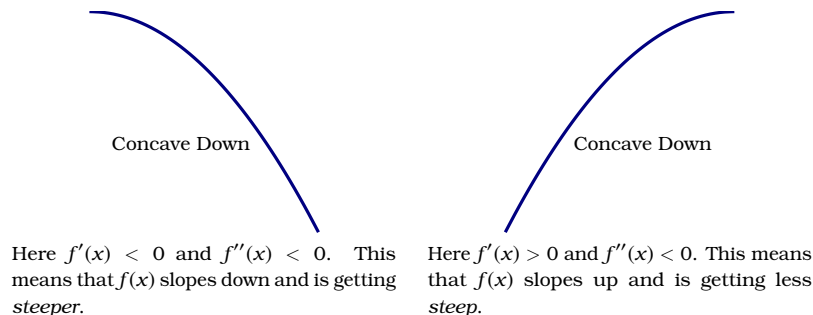 Concave Down
Here f′(x) < 0 and f′′(x) < 0. This
means that f(x) slopes down and is getting
steeper.
Concave Down
Here f′(x) > 0 and f′′(x) < 0. This means
that f(x) slopes up and is getting less
steep.